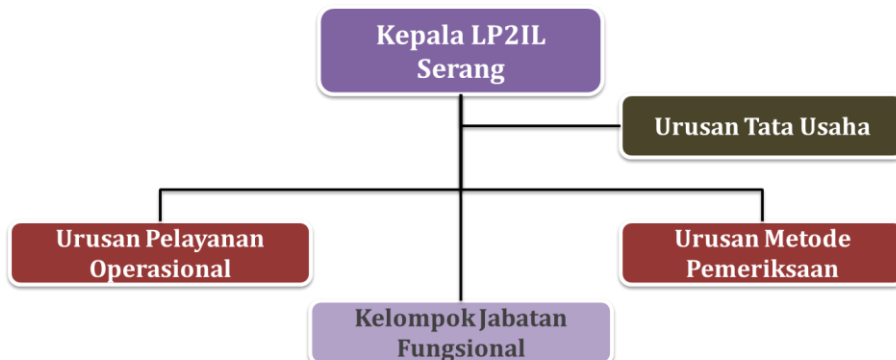 Kepala LP2IL
Serang
Urusan Tata Usaha
Urusan Pelayanan
Operasional
Urusan Metode
Pemeriksaan
Kelompok Jabatan
Fungsional